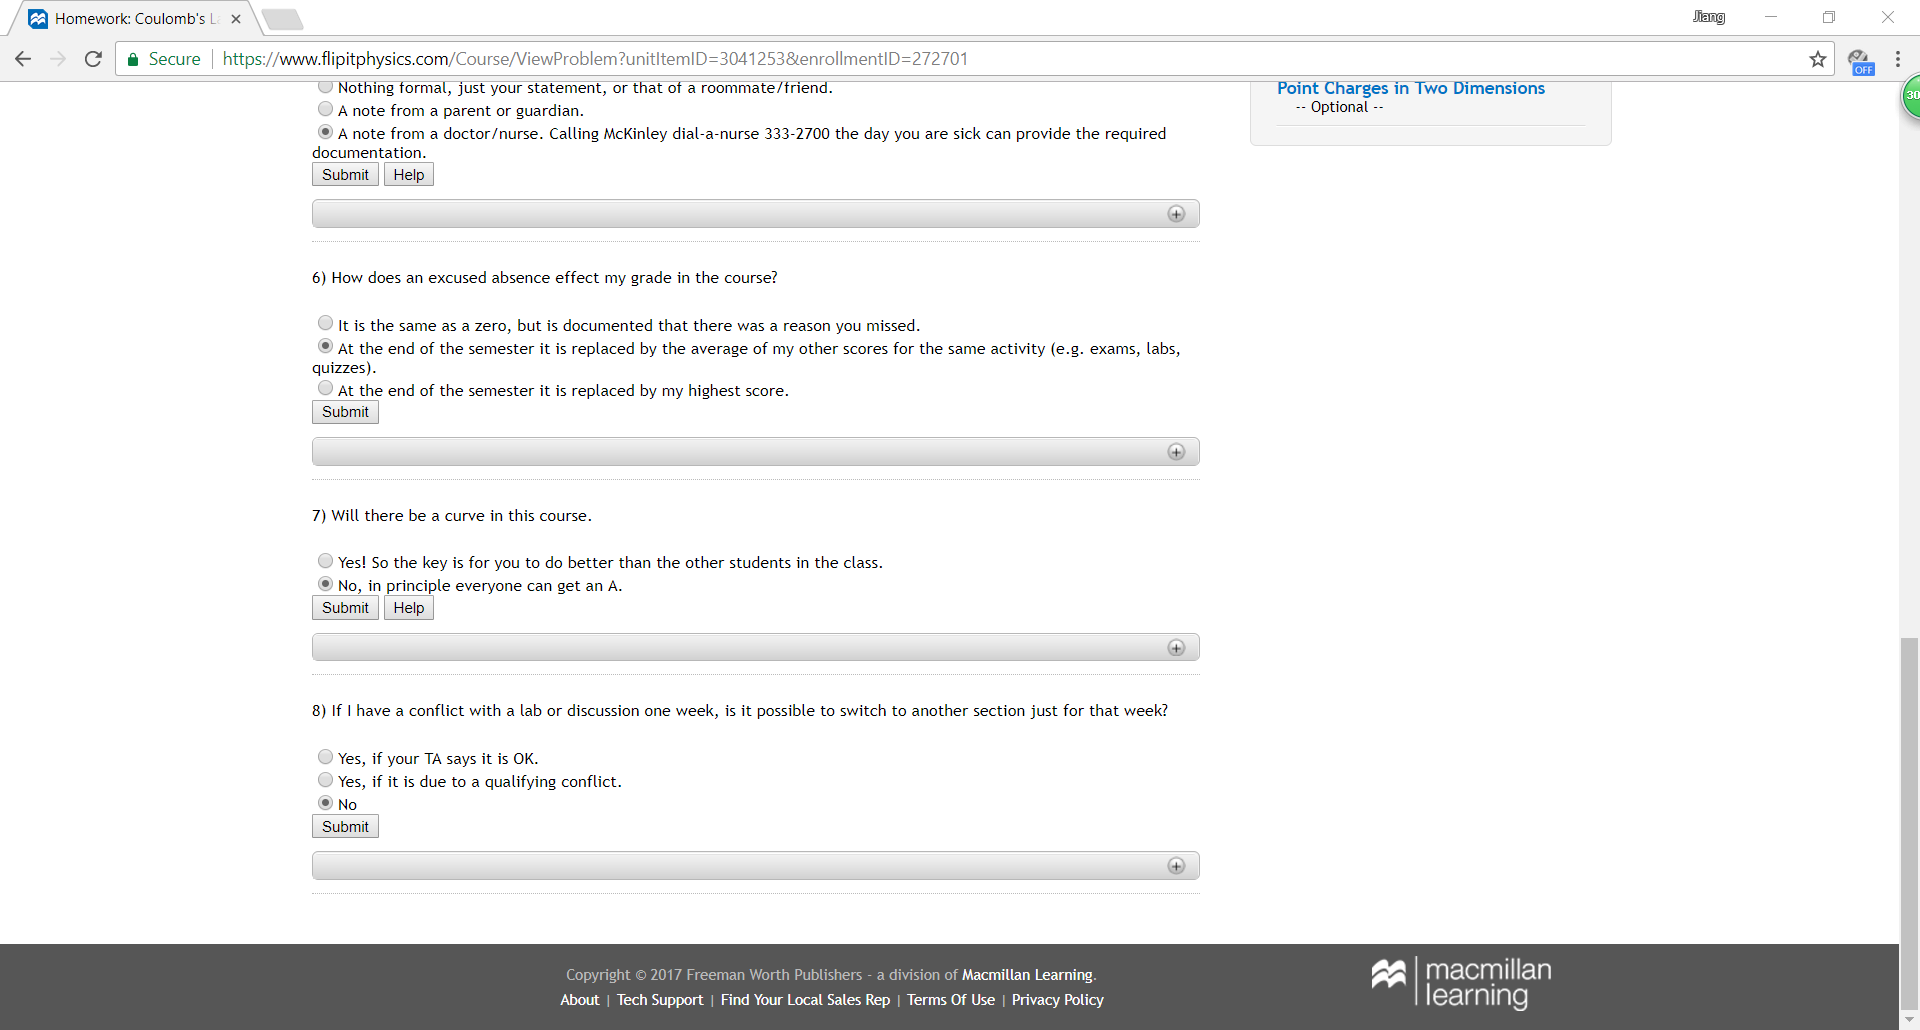 Homework: Coulomb's L
Jiang
Secure
https://www.flipitphysics.com/Course/ViewProblem?unitItemID=3041253&enrollmentID=272701
OFF
30
Nothing formal, just your statement, or that of a roommate/friend.
A note from a parent or guardian.
A note from a doctor/nurse. Calling McKinley dial-a-nurse 333-2700 the day you are sick can provide the required
documentation.
Submit Help
Point Charges in Two Dimensions
-- Optional --
6) How does an excused absence effect my grade in the course?
It is the same as a zero, but is documented that there was a reason you missed.
At the end of the semester it is replaced by the average of my other scores for the same activity (e.g. exams, labs,
quizzes).
At the end of the semester it is replaced by my highest score.
Submit
7) Will there be a curve in this course.
Yes! So the key is for you to do better than the other students in the class.
No, in principle everyone can get an A.
Submit Help
8) If I have a conflict with a lab or discussion one week, is it possible to switch to another section just for that week?
Yes, if your TA says it is OK.
Yes, if it is due to a qualifying conflict.
No
Submit
Copyright © 2017 Freeman Worth Publishers - a division of Macmillan Learning.
About | Tech Support | Find Your Local Sales Rep | Terms Of Use | Privacy Policy
macmillan
learning